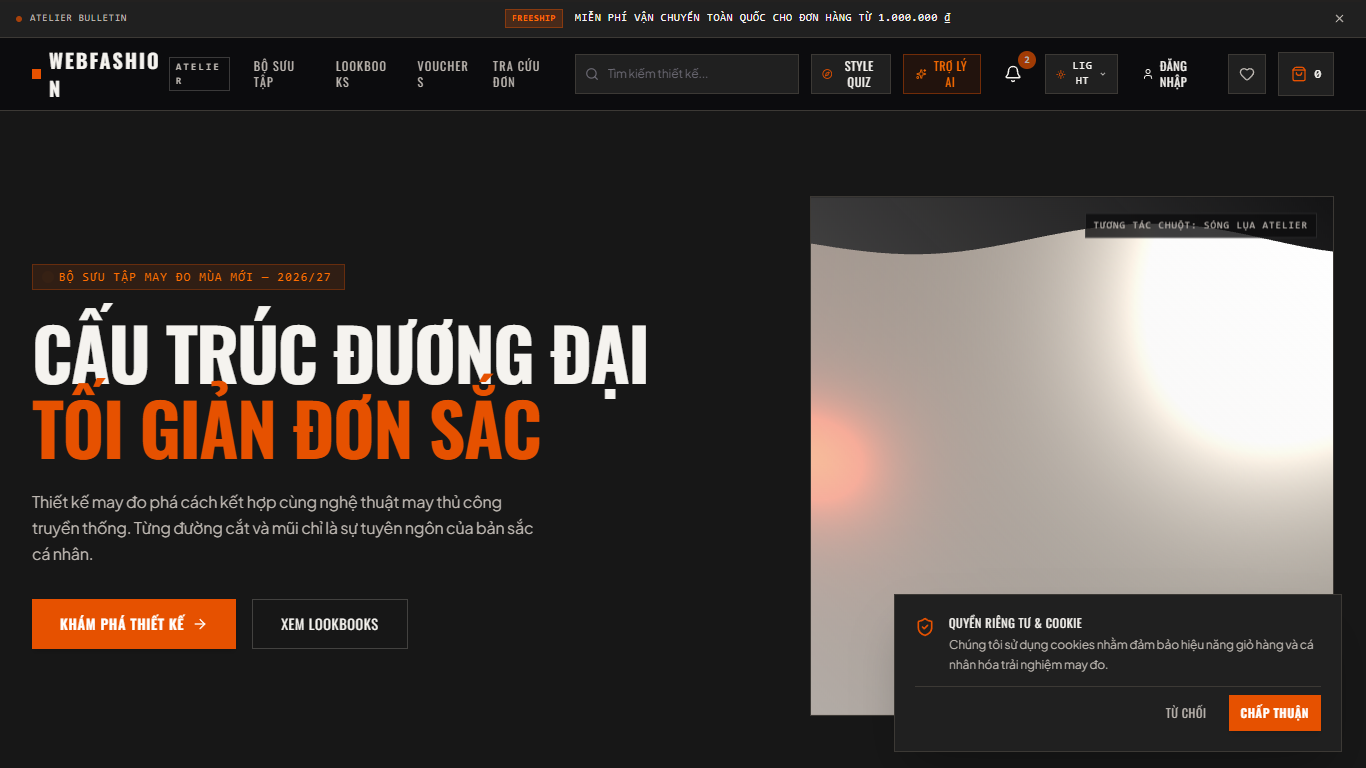 ATELIER BULLETIN
FREESHIP MIỄN PHÍ VẬN CHUYỂN TOÀN QUỐC CHO ĐƠN HÀNG TỪ 1.000.000 ₫
WEBFASHIO
N
ATELIE
R
BỘ SƯU
TẬP
LOOKBOO
KS
VOUCHER
S
TRA CỨU
ĐƠN
Tìm kiếm thiết kế...
STYLE
QUIZ
TRỢ LÝ
AI
2
LIG
HT
ĐĂNG
NHẬP
0
TƯƠNG TÁC CHUỘT: SÓNG LỤA ATELIER
BỘ SƯU TẬP MAY ĐO MÙA MỚI — 2026/27
CẤU TRÚC ĐƯƠNG ĐẠI
TỐI GIẢN ĐƠN SẮC
Thiết kế may đo phá cách kết hợp cùng nghệ thuật may thủ công
truyền thống. Từng đường cắt và mũi chỉ là sự tuyên ngôn của bản sắc
cá nhân.
KHÁM PHÁ THIẾT KẾ →
XEM LOOKBOOKS
QUYỀN RIÊNG TƯ & COOKIE
Chúng tôi sử dụng cookies nhằm đảm bảo hiệu năng giỏ hàng và cá
nhân hóa trải nghiệm may đo.
TỪ CHỐI
CHẤP THUẬN